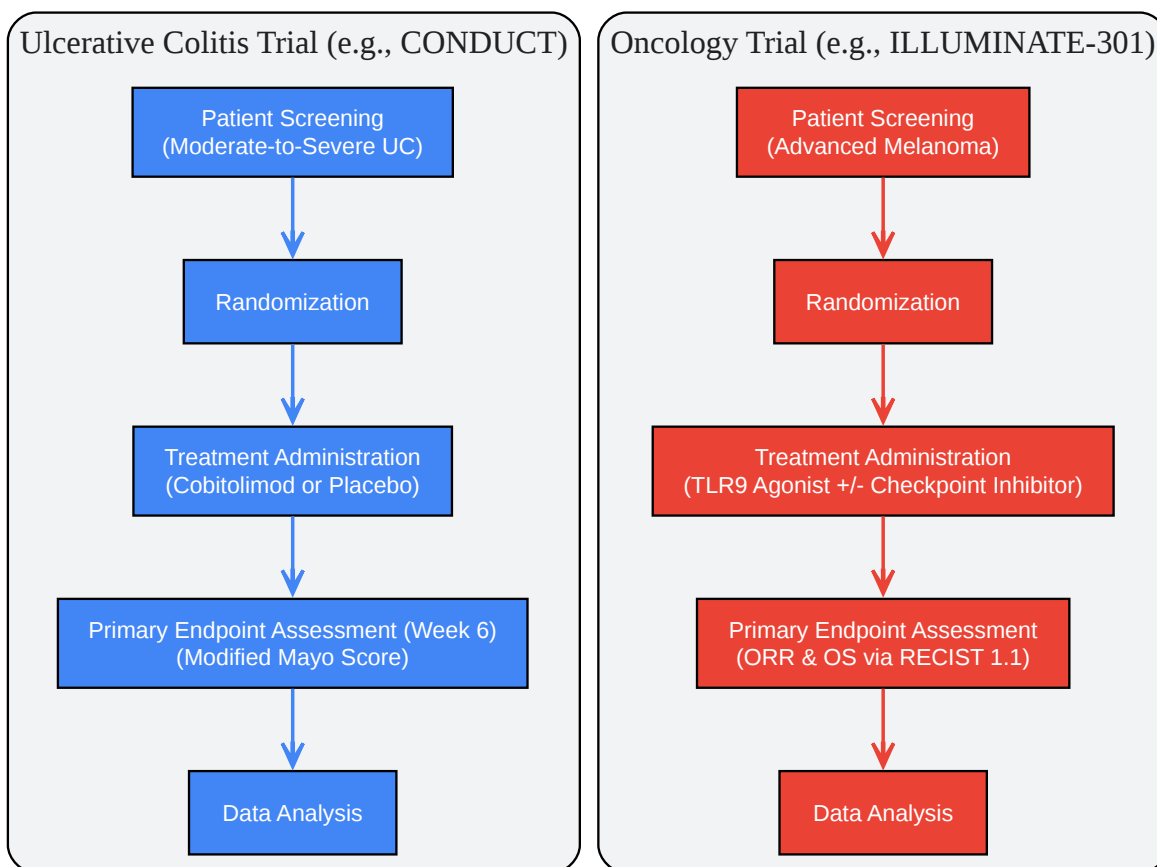 Ulcerative Colitis Trial (e.g., CONDUCT)
Patient Screening
(Moderate-to-Severe UC)
Randomization
Treatment Administration
(Cobitolimod or Placebo)
Primary Endpoint Assessment (Week 6)
(Modified Mayo Score)
Data Analysis
Oncology Trial (e.g., ILLUMINATE-301)
Patient Screening
(Advanced Melanoma)
Randomization
Treatment Administration
(TLR9 Agonist +/- Checkpoint Inhibitor)
Primary Endpoint Assessment
(ORR & OS via RECIST 1.1)
Data Analysis